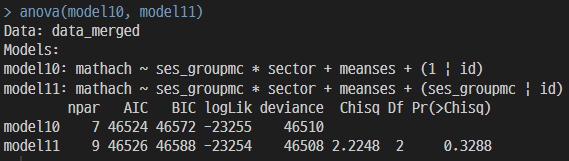 > anova(model10, model11)
Data: data_merged
Models:
model10: mathach ~ ses_groupmc * sector + meanses + (1 | id)
model11: mathach ~ ses_groupmc * sector + meanses + (ses_groupmc | id)
npar AIC BIC logLik deviance Chisq Df Pr(>Chisq)
model10 7 46524 46572 -23255 46510
model11 9 46526 46588 -23254 46508 2.2248 2 0.3288